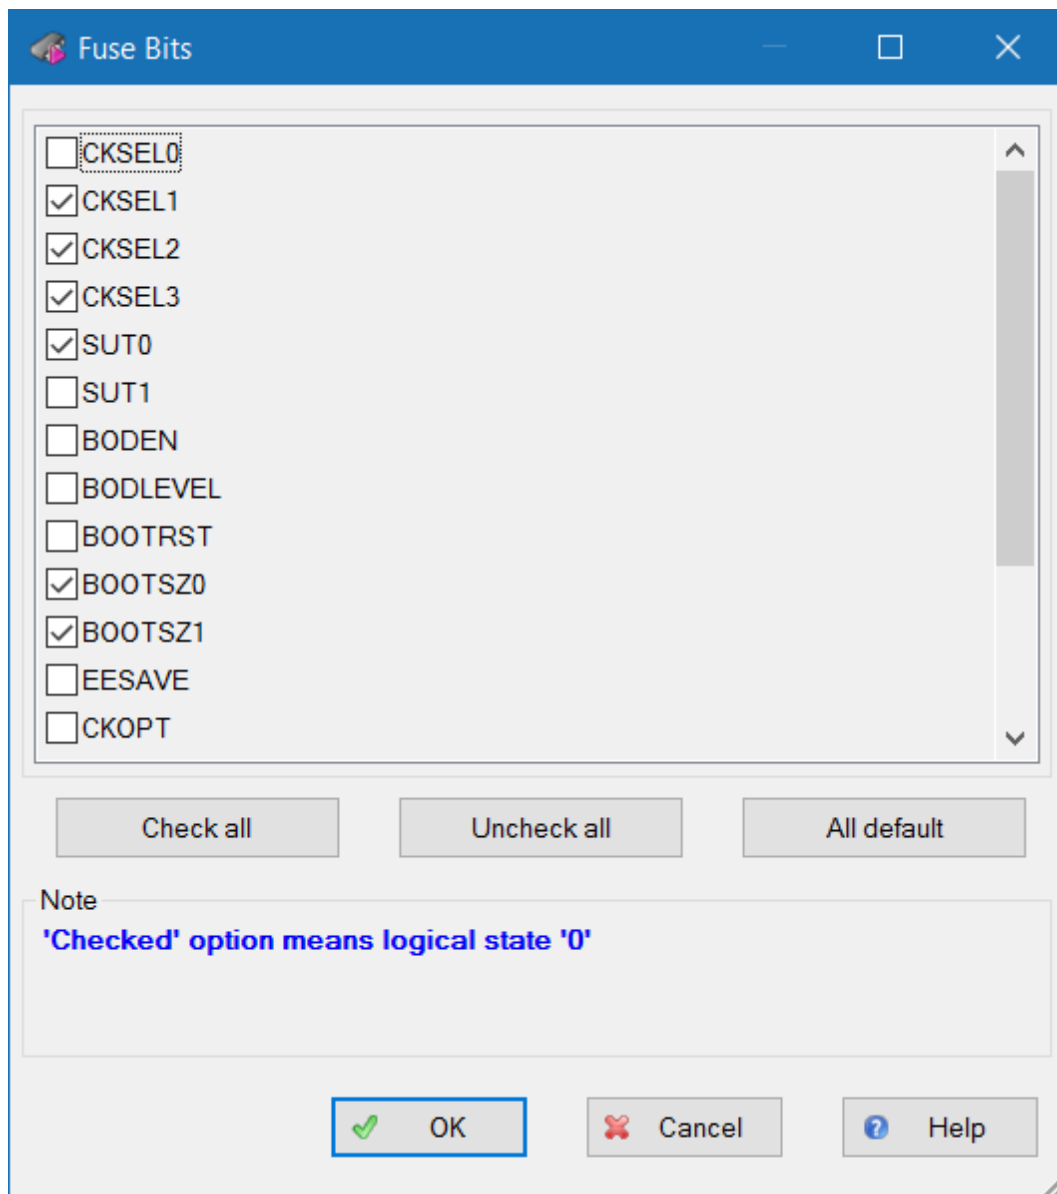 Fuse Bits
CKSEL0
CKSEL1
CKSEL2
CKSEL3
SUT0
SUT1
BODEN
BODLEVEL
BOOTRST
BOOTSZ0
BOOTSZ1
EESAVE
CKOPT
Check all Uncheck all All default
Note
'Checked' option means logical state '0'
OK Cancel Help